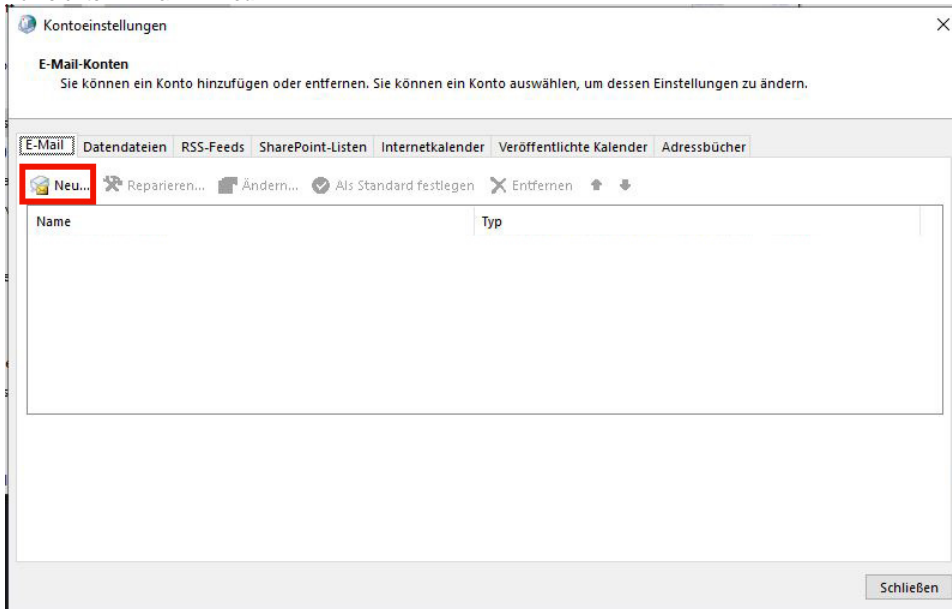 Kontoeinstellungen
E-Mail-Konten
Sie können ein Konto hinzufügen oder entfernen. Sie können ein Konto auswählen, um dessen Einstellungen zu ändern.
E-Mail Datendateien RSS-Feeds SharePoint-Listen Internetkalender Veröffentlichte Kalender Adressbücher
Neu... Reparieren... Ändern... Als Standard festlegen Entfernen
Name Typ
Schließen